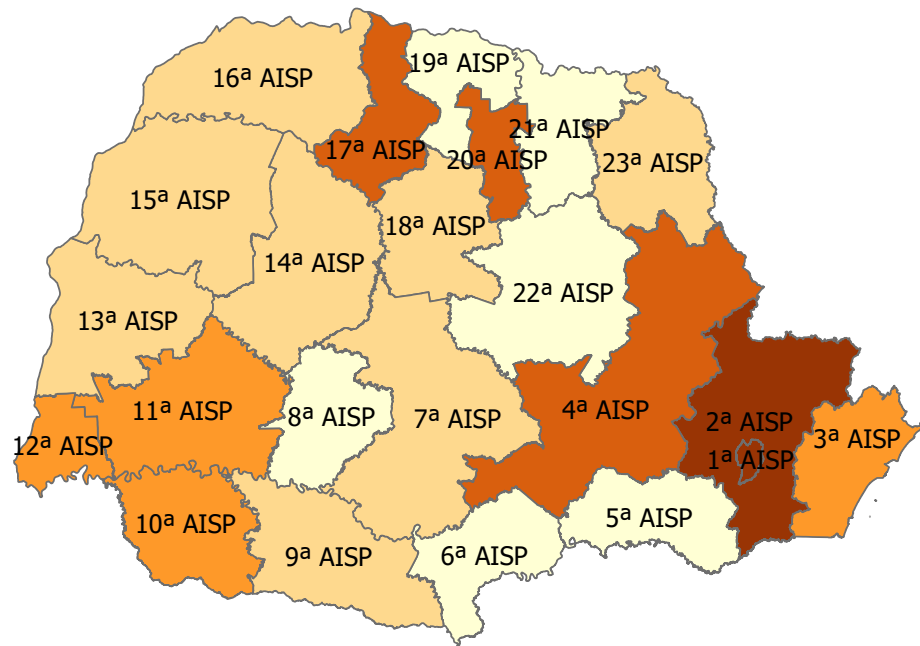 19ª AISP
16ª AISP
21ª AISP
17ª AISP
20ª AISP
23ª AISP
15ª AISP
18ª AISP
14ª AISP
22ª AISP
13ª AISP
11ª AISP
8ª AISP
7ª AISP
4ª AISP
2ª AISP
3ª AISP
12ª AISP
1ª AISP
10ª AISP
5ª AISP
9ª AISP
6ª AISP